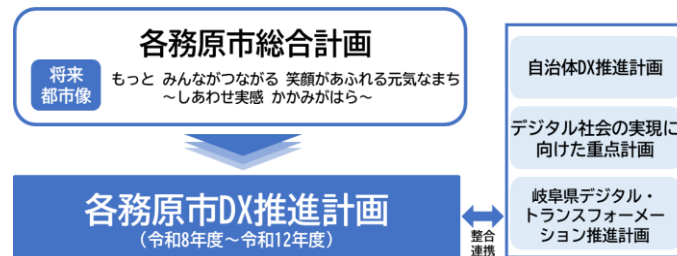 各務原市総合計画
将来
都市像
もっと みんながつながる 笑顔があふれる元気なまち
～しあわせ実感 かかみがはら～
各務原市DX推進計画
(令和8年度～令和12年度)
整合
連携
自治体DX推進計画
デジタル社会の実現に
向けた重点計画
岐阜県デジタル・
トランスフォーメー
ション推進計画